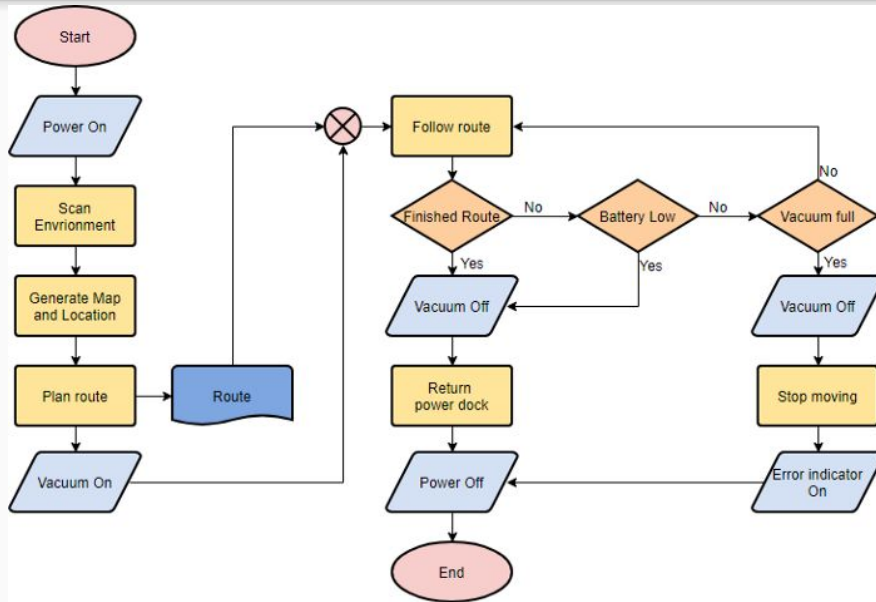 Start
Power On
Scan
Envrionment
Generate Map
and Location
Plan route
Route
Vacuum On
Follow route
Finished Route
No
Battery Low
No
Vacuum full
No
Yes
Yes
Yes
Vacuum Off
Vacuum Off
Return
power dock
Stop moving
Power Off
Error indicator
On
End